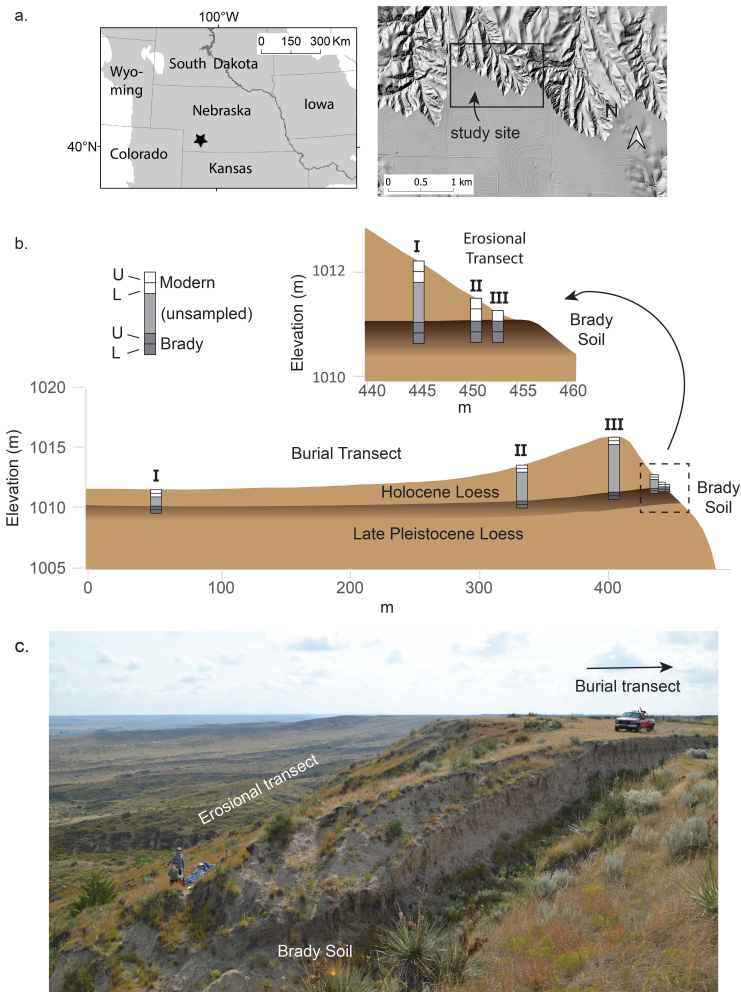 a.
100°W
0 150 300 Km
South Dakota
Wyo-
ming
Nebraska
Iowa
40°N
Colorado
Kansas
N
study site
0 0.5 1 km
b.
U
L
Modern
(unsampled)
U
L
Brady
Erosional
Transect
I
II
III
1012
1010
Elevation (m)
440 445 450 455 460
m
Brady
Soil
1020
1015
1010
1005
Elevation (m)
Burial Transect
I
II
III
Holocene Loess
Late Pleistocene Loess
Brady
Soil
0 100 200 300 400
m
c.
Burial transect
Erosional transect
Brady Soil